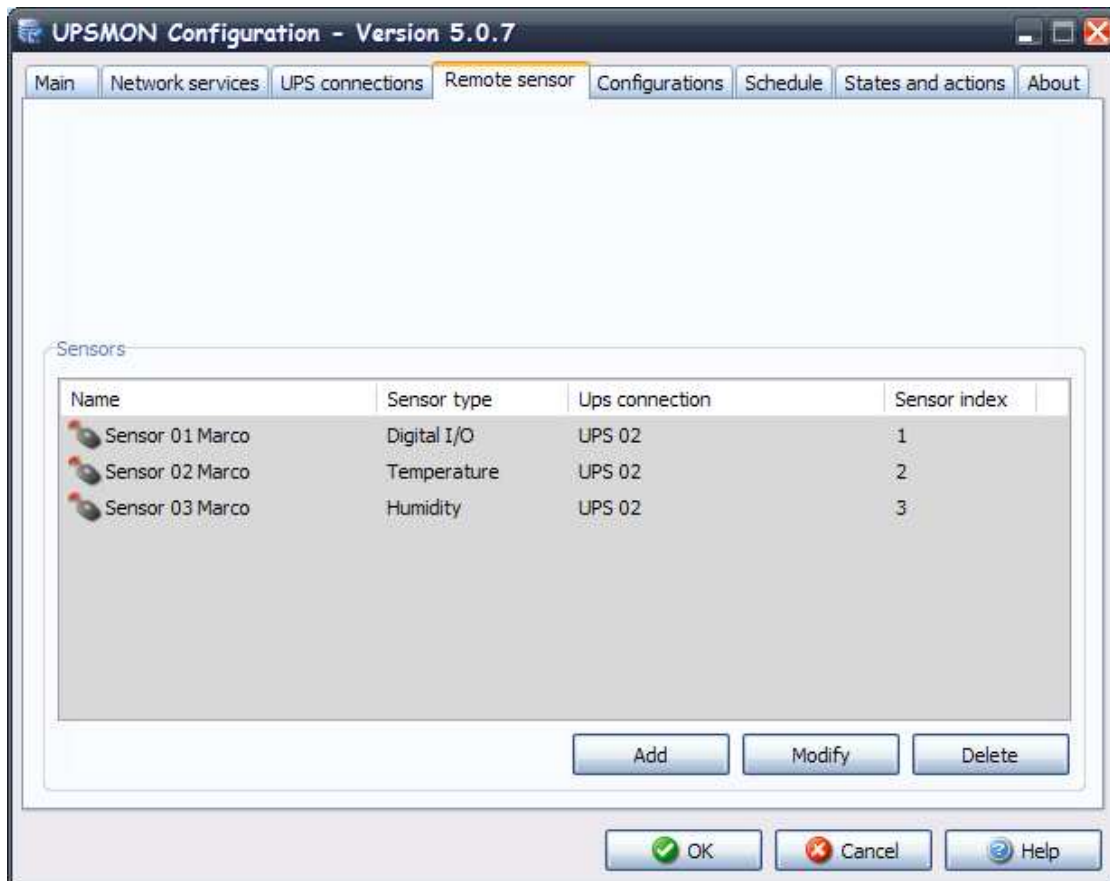 UPSMON Configuration - Version 5.0.7
Main Network services UPS connections Remote sensor Configurations Schedule States and actions About
Sensors
Name Sensor type Ups connection Sensor index
Sensor 01 Marco Digital I/O UPS 02 1
Sensor 02 Marco Temperature UPS 02 2
Sensor 03 Marco Humidity UPS 02 3
Add Modify Delete
OK Cancel Help